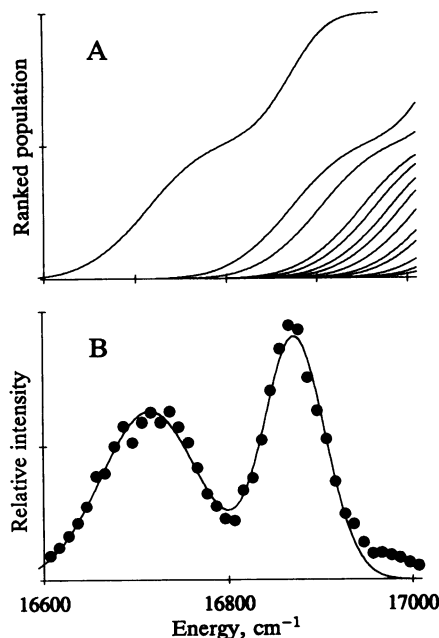 A
Ranked population
B
Relative intensity
16600
16800
17000
Energy, cm⁻¹